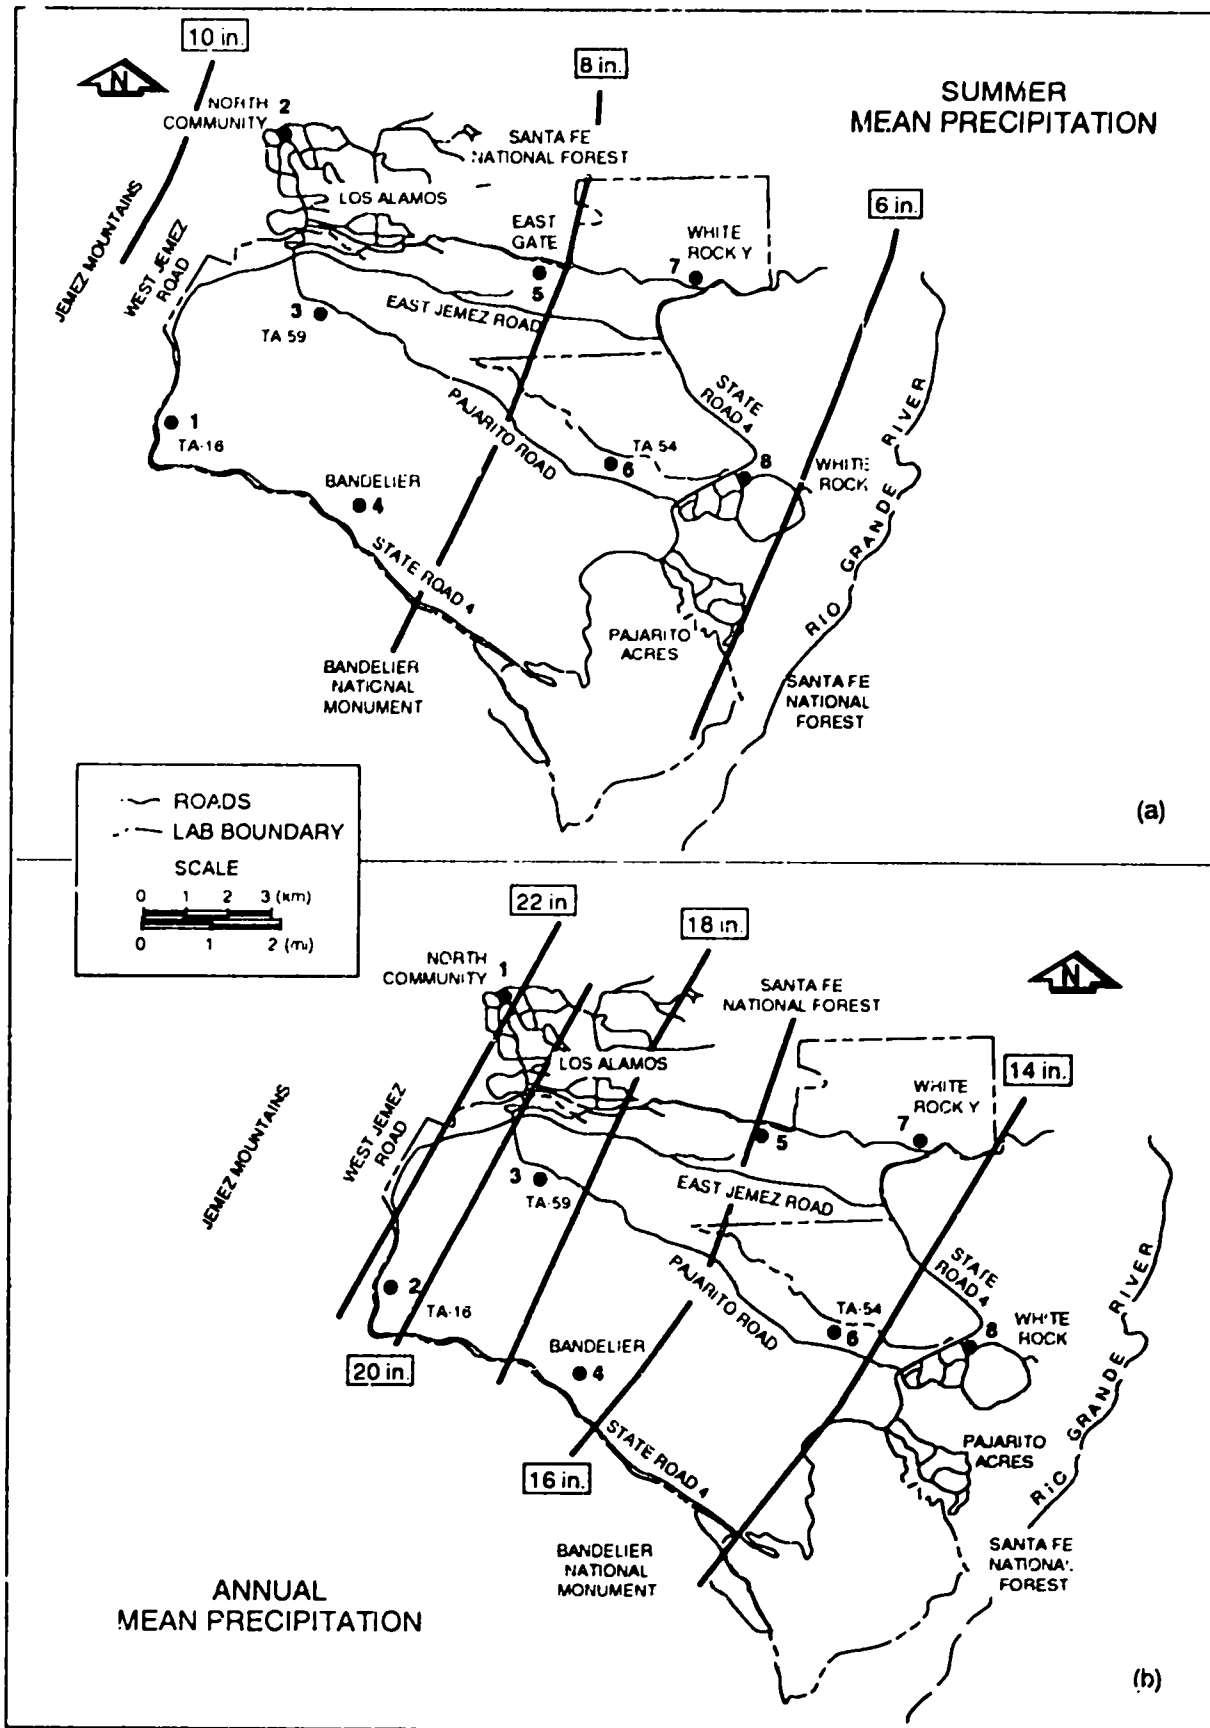 10 in.
8 in.
N
SUMMER
MEAN PRECIPITATION
NORTH
COMMUNITY
2
SANTA FE
NATIONAL FOREST
JEMEZ MOUNTAINS
WEST JEMEZ
ROAD
LOS ALAMOS
6 in.
EAST
GATE
5
WHITE
ROCK Y
7
3
TA 59
EAST JEMEZ ROAD
1
TA-16
PAJARITO ROAD
STATE
ROAD 4
TA 54
6
8
WHITE
ROCK
BANDELIER
4
STATE ROAD 4
RIO GRANDE RIVER
PAJARITO
ACRES
BANDELIER
NATIONAL
MONUMENT
SANTA FE
NATIONAL
FOREST
(a)
ROADS
LAB BOUNDARY
SCALE
0 1 2 3 (km)
0 1 2 (mi)
22 in
18 in.
NORTH
COMMUNITY
1
SANTA FE
NATIONAL FOREST
N
LOS ALAMOS
14 in.
JEMEZ MOUNTAINS
WEST JEMEZ
ROAD
5
WHITE
ROCK Y
7
3
TA-59
EAST JEMEZ ROAD
2
TA-16
PAJARITO ROAD
STATE
ROAD 4
TA-54
6
8
WHITE
ROCK
20 in.
BANDELIER
4
STATE ROAD 4
RIC GRANDE RIVER
16 in.
PAJARITO
ACRES
BANDELIER
NATIONAL
MONUMENT
SANTA FE
NATIONAL
FOREST
ANNUAL
MEAN PRECIPITATION
(b)